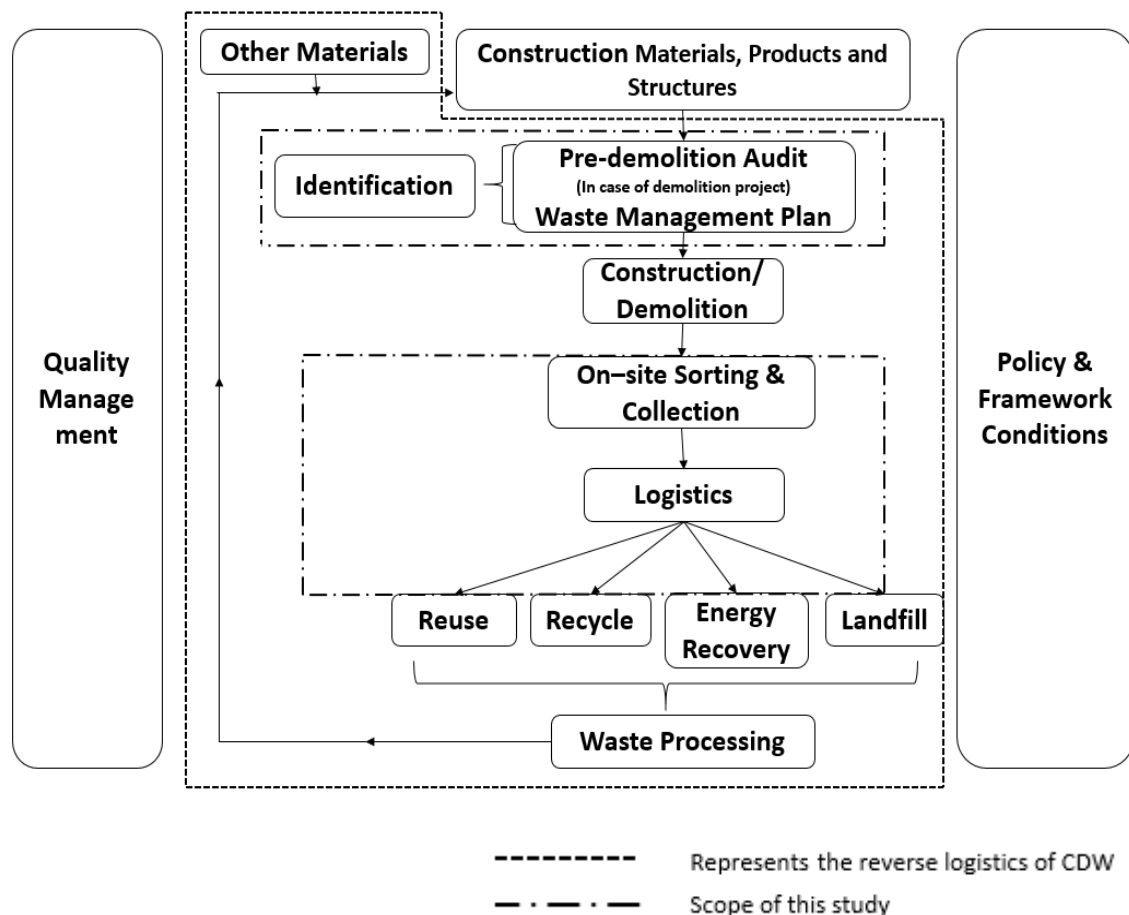 Other Materials
Construction Materials, Products and
Structures
Pre-demolition Audit
(In case of demolition project)
Waste Management Plan
Identification
Construction/
Demolition
Quality
Manage
ment
Policy &
Framework
Conditions
On–site Sorting &
Collection
Logistics
Reuse
Recycle
Energy
Recovery
Landfill
Waste Processing
Represents the reverse logistics of CDW
Scope of this study